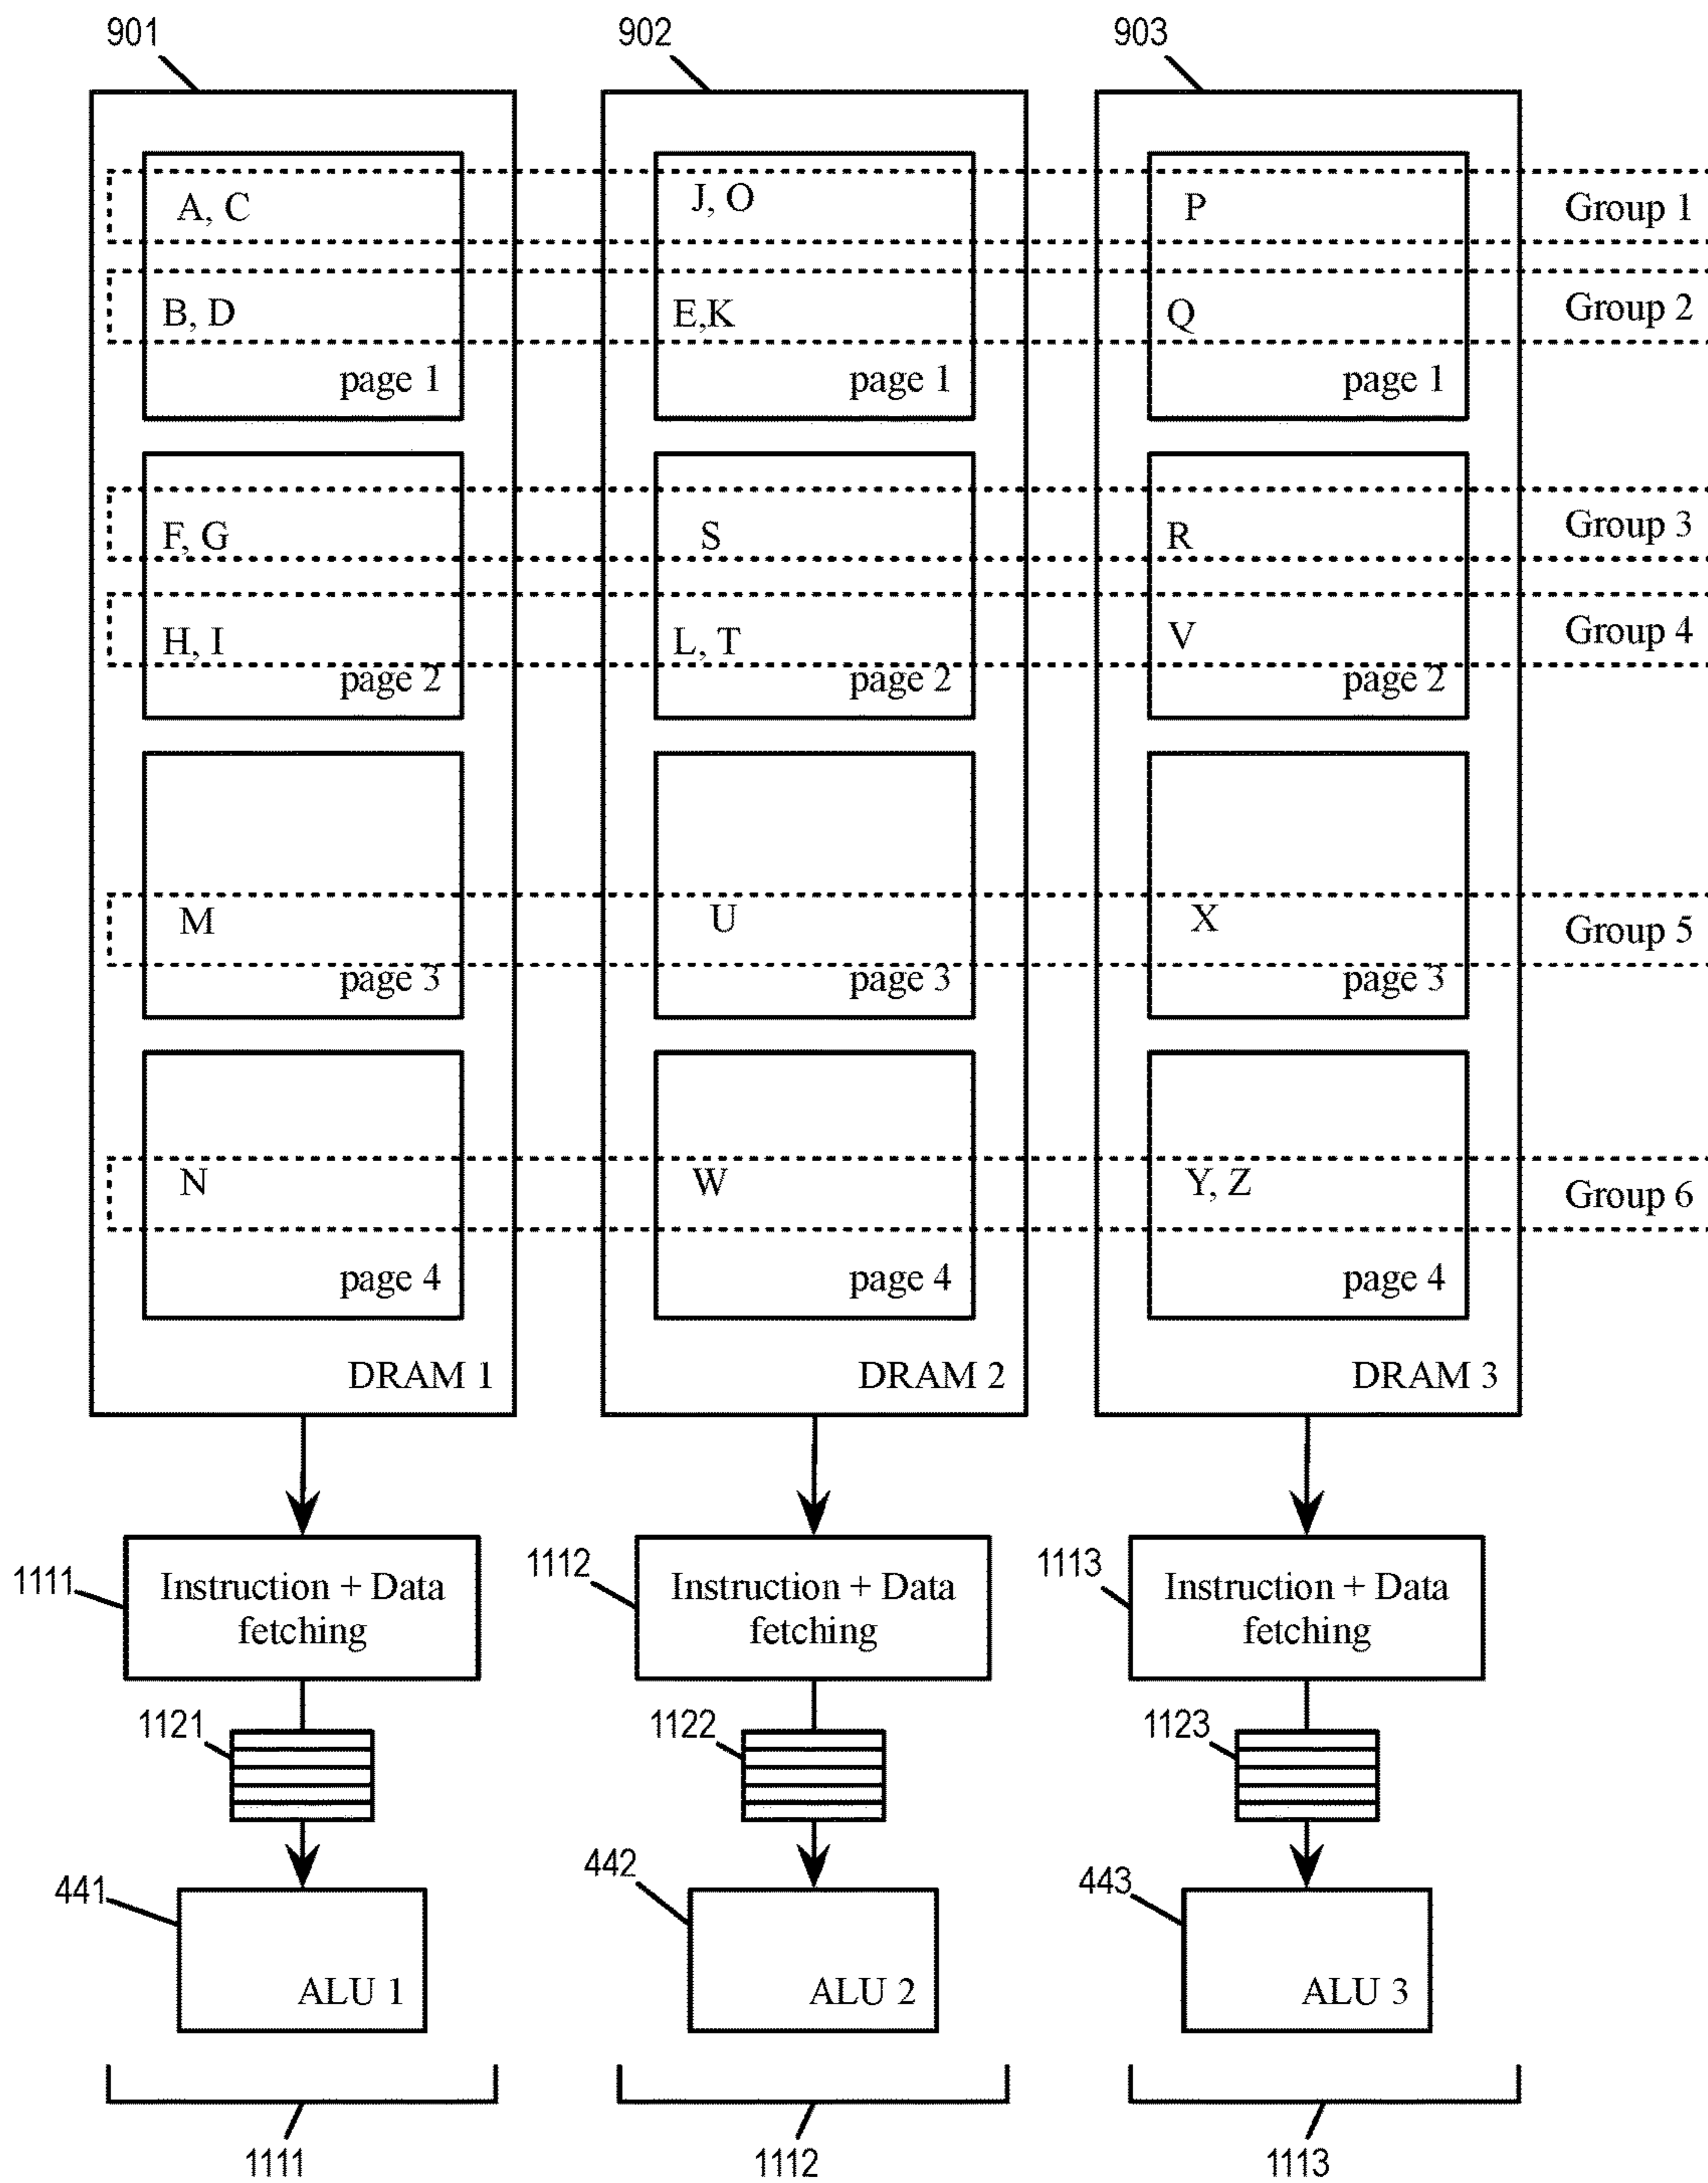 901
902
903
A, C
J, O
P
Group 1
B, D
E,K
Q
Group 2
page 1
page 1
page 1
F, G
S
R
Group 3
H, I
L, T
V
Group 4
page 2
page 2
page 2
M
U
X
Group 5
page 3
page 3
page 3
N
W
Y, Z
Group 6
page 4
page 4
page 4
DRAM 1
DRAM 2
DRAM 3
1111
Instruction + Data
fetching
1112
Instruction + Data
fetching
1113
Instruction + Data
fetching
1121
1122
1123
441
442
443
ALU 1
ALU 2
ALU 3
1111
1112
1113